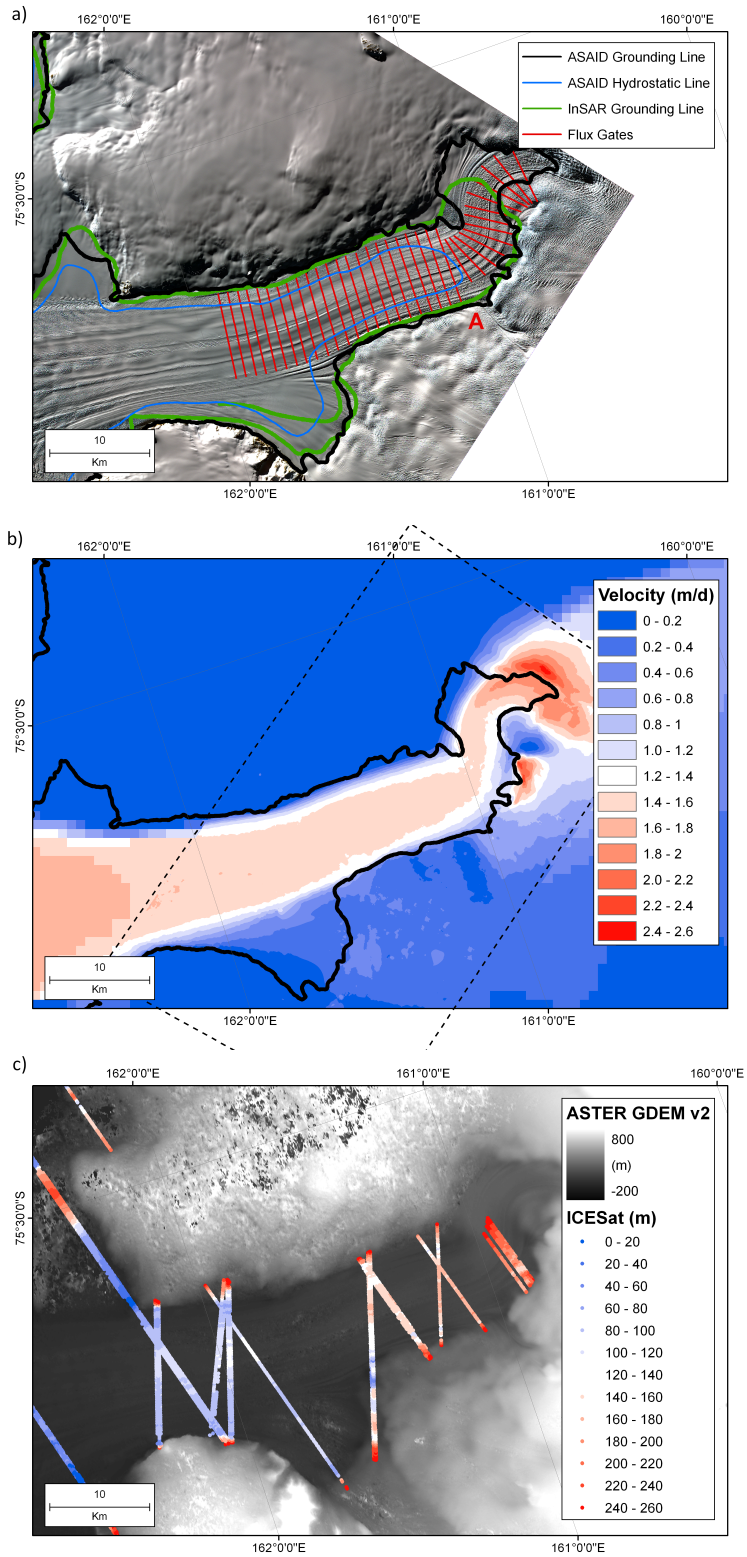 a)
162°0'0"E
161°0'0"E
160°0'0"E
ASAID Grounding Line
ASAID Hydrostatic Line
InSAR Grounding Line
Flux Gates
75°30'0"S
A
10
Km
162°0'0"E
161°0'0"E
b)
162°0'0"E
161°0'0"E
160°0'0"E
Velocity (m/d)
0 - 0.2
0.2 - 0.4
0.4 - 0.6
0.6 - 0.8
0.8 - 1
1.0 - 1.2
1.2 - 1.4
1.4 - 1.6
1.6 - 1.8
1.8 - 2
2.0 - 2.2
2.2 - 2.4
2.4 - 2.6
75°30'0"S
10
Km
162°0'0"E
161°0'0"E
c)
162°0'0"E
161°0'0"E
160°0'0"E
ASTER GDEM v2
800
(m)
-200
75°30'0"S
ICESat (m)
0 - 20
20 - 40
40 - 60
60 - 80
80 - 100
100 - 120
120 - 140
140 - 160
160 - 180
180 - 200
200 - 220
220 - 240
240 - 260
10
Km
162°0'0"E
161°0'0"E